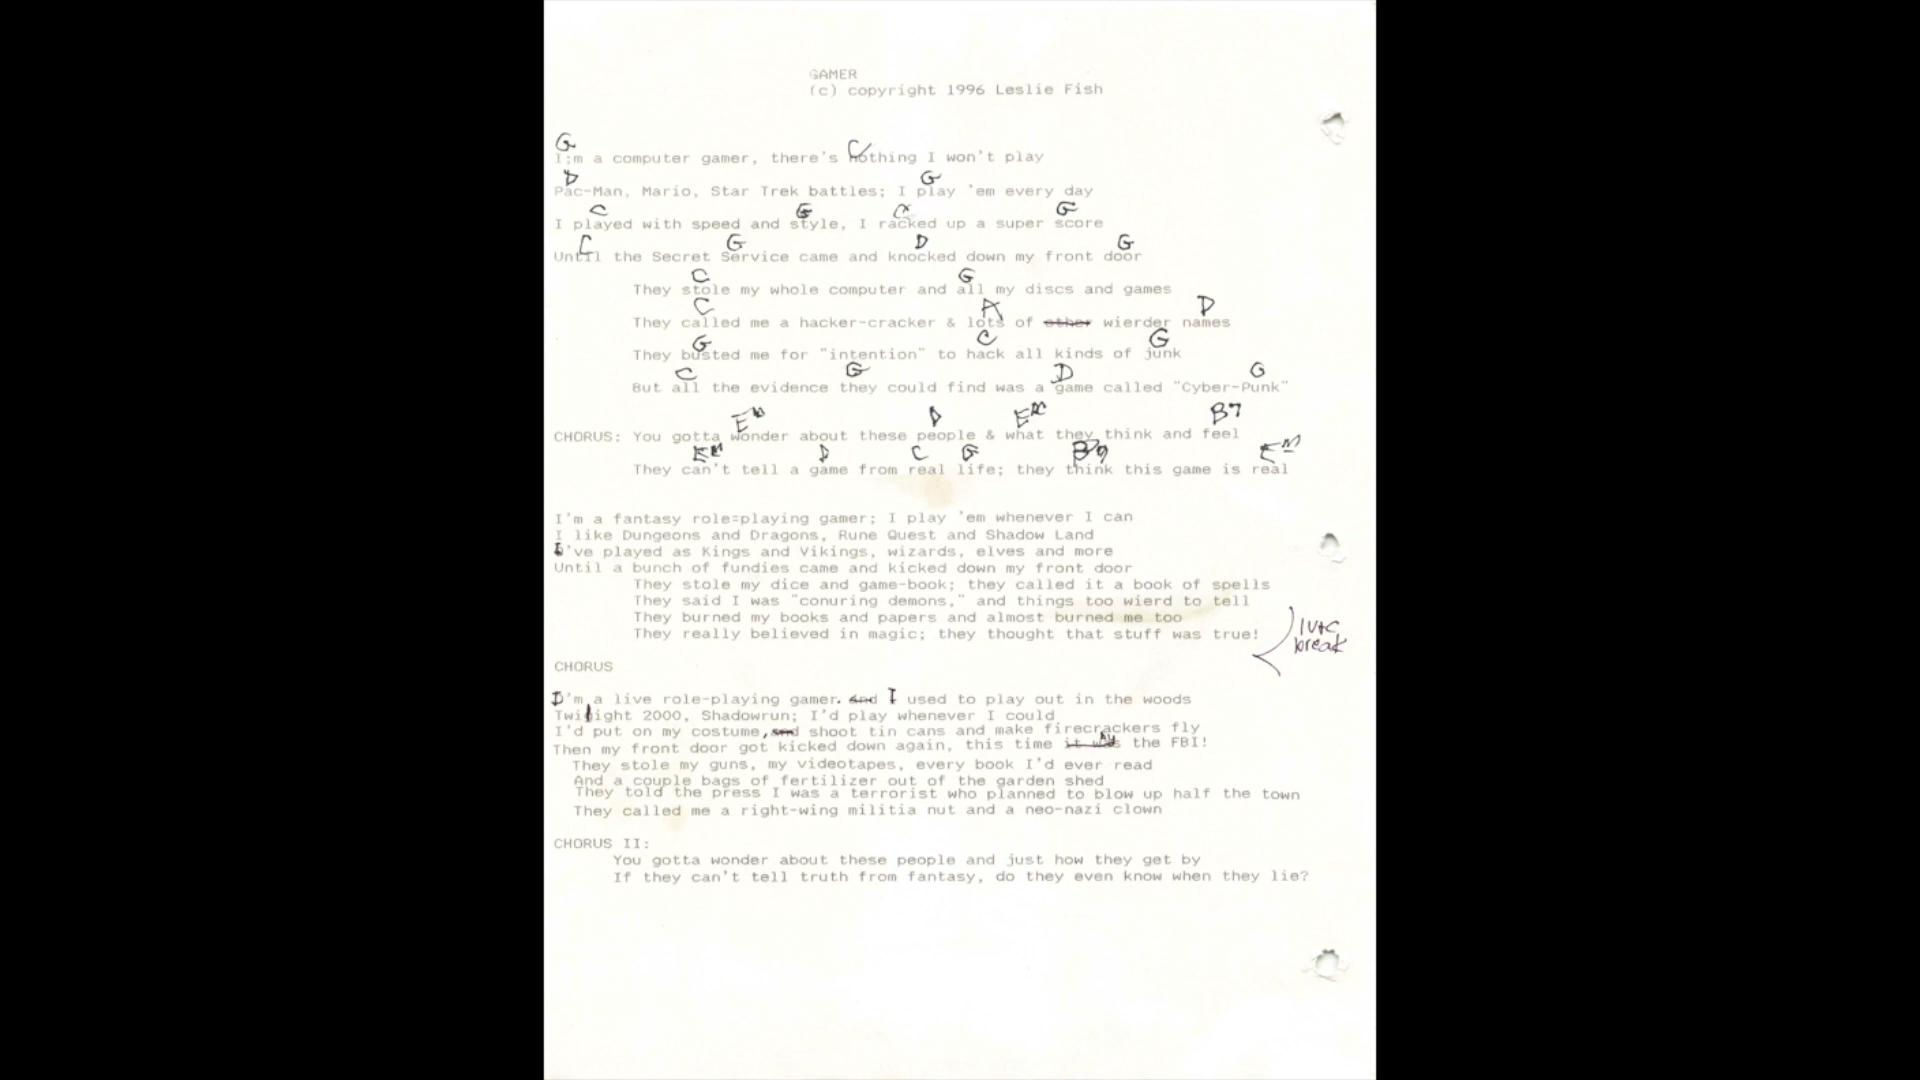 GAMER
(c) copyright 1996 Leslie Fish
G C
I;m a computer gamer, there's nothing I won't play
D G
Pac-Man, Mario, Star Trek battles; I play 'em every day
C G C G
I played with speed and style, I racked up a super score
C G D G
Until the Secret Service came and knocked down my front door
C G
They stole my whole computer and all my discs and games
C A D
They called me a hacker-cracker & lots of other wierder names
G C G
They busted me for "intention" to hack all kinds of junk
C G D G
But all the evidence they could find was a game called "Cyber-Punk"
Em D Em B7
CHORUS: You gotta wonder about these people & what they think and feel
Em D C G B7 Em
They can't tell a game from real life; they think this game is real
I'm a fantasy role=playing gamer; I play 'em whenever I can
I like Dungeons and Dragons, Rune Quest and Shadow Land
I've played as Kings and Vikings, wizards, elves and more
Until a bunch of fundies came and kicked down my front door
They stole my dice and game-book; they called it a book of spells
They said I was "conuring demons," and things too wierd to tell
They burned my books and papers and almost burned me too
They really believed in magic; they thought that stuff was true!
1V+C
break
CHORUS
I'm a live role-playing gamer. and I used to play out in the woods
Twilight 2000, Shadowrun; I'd play whenever I could
I'd put on my costume, and shoot tin cans and make firecrackers fly
Then my front door got kicked down again, this time it was by the FBI!
They stole my guns, my videotapes, every book I'd ever read
And a couple bags of fertilizer out of the garden shed
They told the press I was a terrorist who planned to blow up half the town
They called me a right-wing militia nut and a neo-nazi clown
CHORUS II:
You gotta wonder about these people and just how they get by
If they can't tell truth from fantasy, do they even know when they lie?